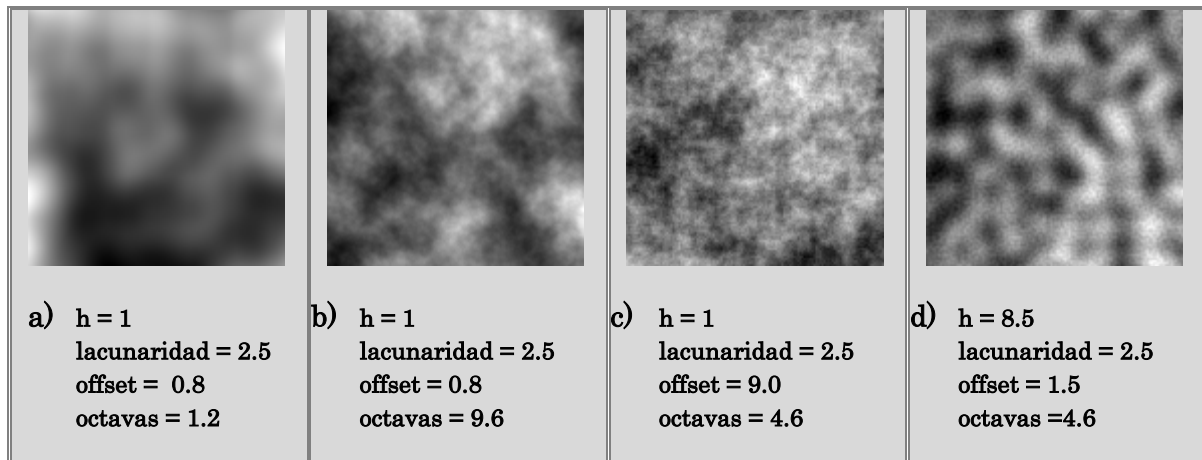 a) h = 1
lacunaridad = 2.5
offset = 0.8
octavas = 1.2
b) h = 1
lacunaridad = 2.5
offset = 0.8
octavas = 9.6
c) h = 1
lacunaridad = 2.5
offset = 9.0
octavas = 4.6
d) h = 8.5
lacunaridad = 2.5
offset = 1.5
octavas =4.6